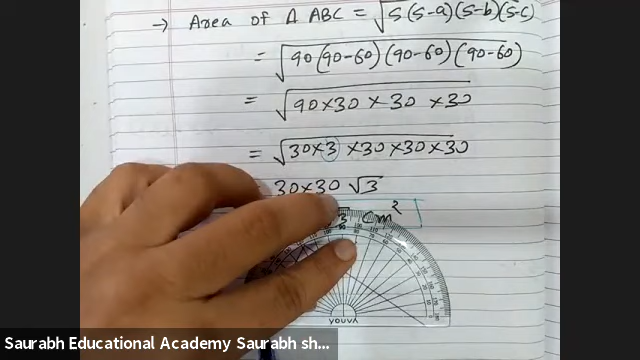 → Area of Δ ABC = √S(S-a)(S-b)(S-c)
= √90(90-60)(90-60)(90-60)
= √90×30×30×30
= √30×3×30×30×30
30×30√3
√3 cm²
YOUVA
Saurabh Educational Academy Saurabh sh...